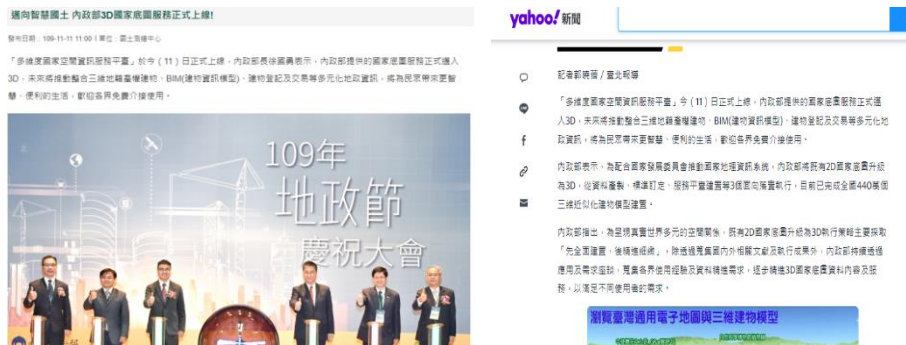 邁向智慧國土 內政部3D國家底圖服務正式上線!
發布日期：109-11-11 11:00 | 單位：國土測繪中心
「多維度國家空間資訊服務平臺」於今（11）日正式上線，內政部長徐國勇表示，內政部提供的國家底圖服務正式邁入
3D，未來將推動整合三維地籍產權建物、BIM(建物資訊模型)、建物登記及交易等多元化地政資訊，將為民眾帶來更智
慧、便利的生活，歡迎各界免費介接使用。
109年
地政節
慶祝大會
yahoo!新聞
記者郭曉蓓／臺北報導
「多維度國家空間資訊服務平臺」今（11）日正式上線，內政部提供的國家底圖服務正式邁
入3D，未來將推動整合三維地籍產權建物、BIM(建物資訊模型)、建物登記及交易等多元化地
政資訊，將為民眾帶來更智慧、便利的生活，歡迎各界免費介接使用。
內政部表示，為配合國家發展委員會推動國家地理資訊系統，內政部將既有2D國家底圖升級
為3D，從資料產製、標準訂定、服務平臺建置等3個面向落實執行，目前已完成全國440萬個
三維近似化建物模型建置。
內政部指出，為呈現真實世界多元的空間關係，既有2D國家底圖升級為3D執行策略主要採取
「先全面建置，後精進細緻」，除透過蒐集國內外相關文獻及執行成果外，內政部持續透過
應用及需求座談，蒐集各界使用經驗及資料精進需求，逐步精進3D國家底圖資料內容及服
務，以滿足不同使用者的需求。
瀏覽臺灣通用電子地圖與三維建物模型